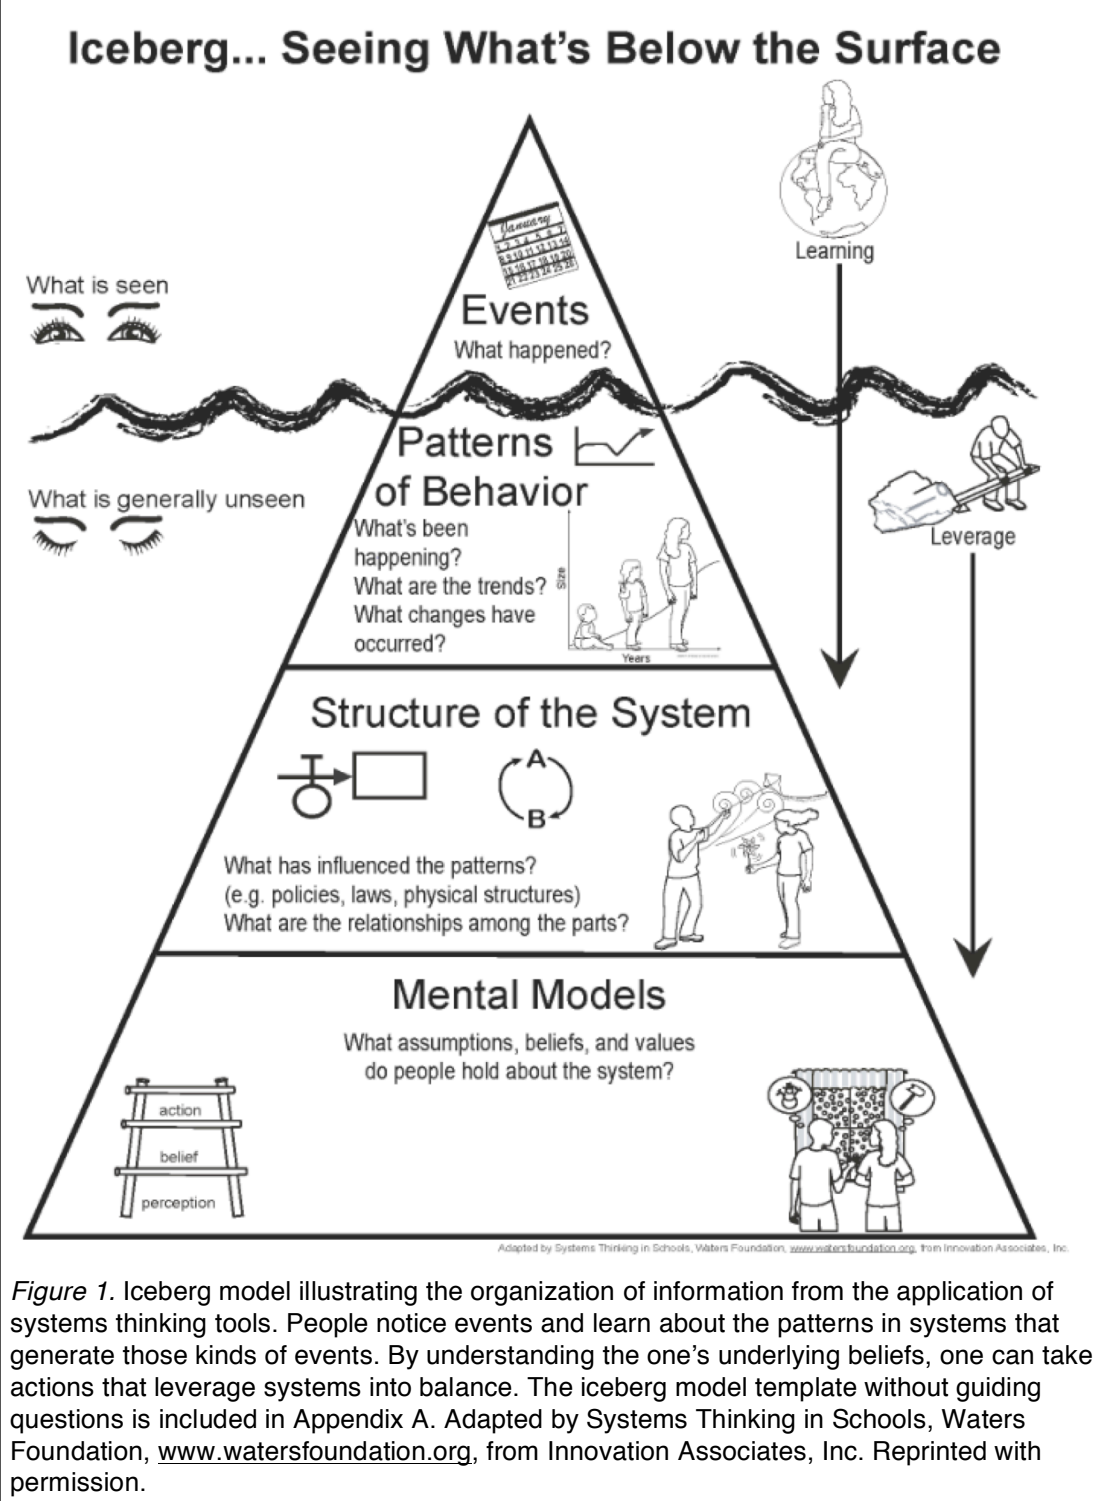 Iceberg... Seeing What's Below the Surface
Learning
January
What is seen
Events
What happened?
Patterns
of Behavior
What is generally unseen
Leverage
What's been
happening?
What are the trends?
What changes have
occurred?
Size
Years
Structure of the System
A
B
What has influenced the patterns?
(e.g. policies, laws, physical structures)
What are the relationships among the parts?
Mental Models
What assumptions, beliefs, and values
do people hold about the system?
action
belief
perception
Adapted by Systems Thinking in Schools, Waters Foundation, www.watersfoundation.org, from Innovation Associates, Inc.
Figure 1. Iceberg model illustrating the organization of information from the application of
systems thinking tools. People notice events and learn about the patterns in systems that
generate those kinds of events. By understanding the one's underlying beliefs, one can take
actions that leverage systems into balance. The iceberg model template without guiding
questions is included in Appendix A. Adapted by Systems Thinking in Schools, Waters
Foundation, www.watersfoundation.org, from Innovation Associates, Inc. Reprinted with
permission.